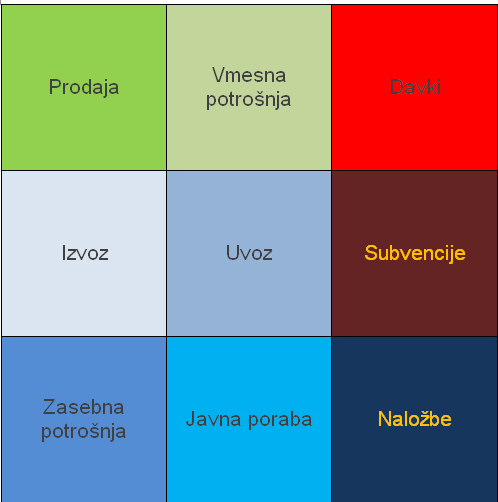 Prodaja
Vmesna
potrošnja
Davki
Izvoz
Uvoz
Subvencije
Zasebna
potrošnja
Javna poraba
Naložbe